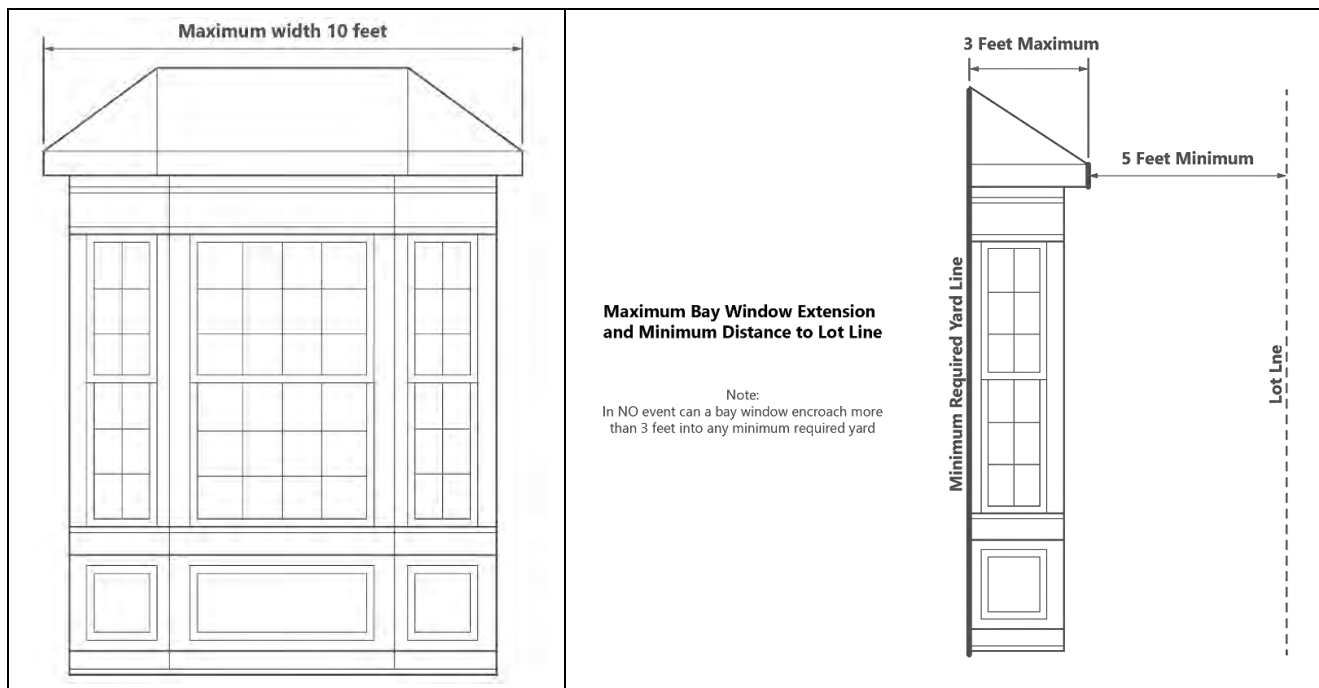 Maximum width 10 feet
3 Feet Maximum
5 Feet Minimum
Maximum Bay Window Extension
and Minimum Distance to Lot Line
Note:
In NO event can a bay window encroach more
than 3 feet into any minimum required yard
Minimum Required Yard Line
Lot Lne